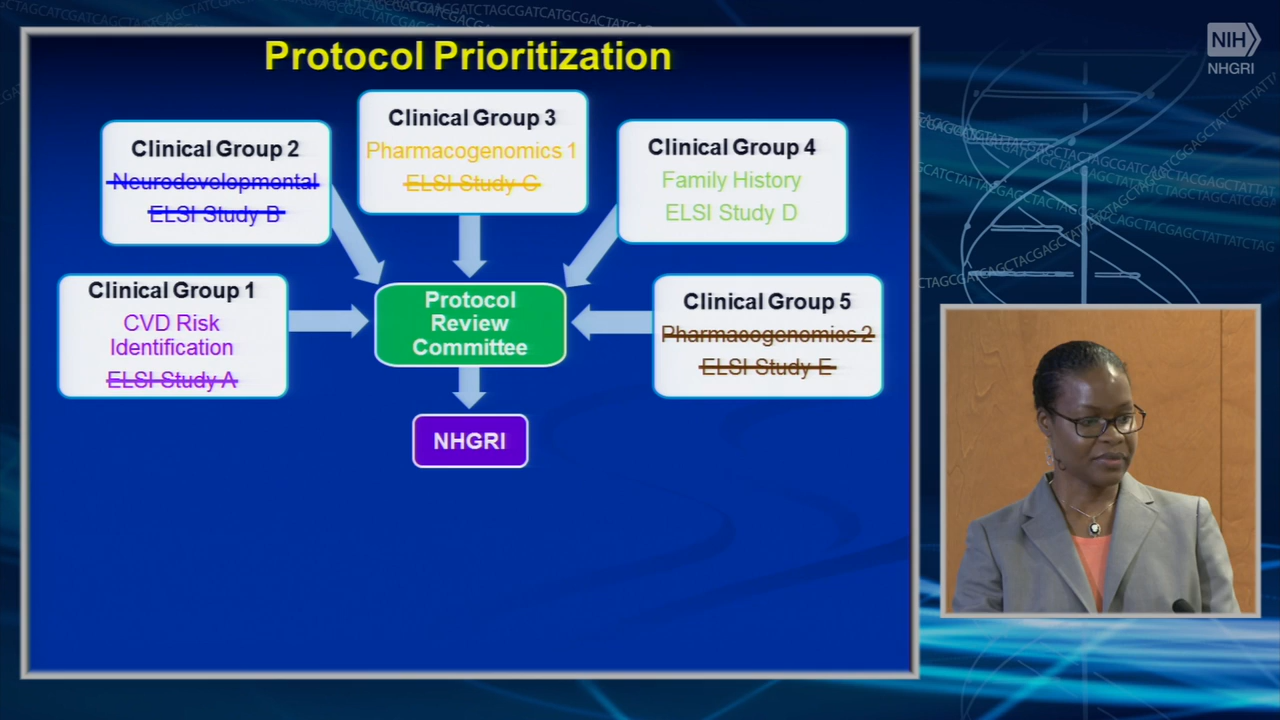 Protocol Prioritization
Clinical Group 3
Pharmacogenomics 1
ELSI Study C
Clinical Group 2
Neurodevelopmental
ELSI Study B
Clinical Group 4
Family History
ELSI Study D
Clinical Group 1
CVD Risk
Identification
ELSI Study A
Protocol
Review
Committee
Clinical Group 5
Pharmacogenomics 2
ELSI Study E
NHGRI
NIH
NHGRI